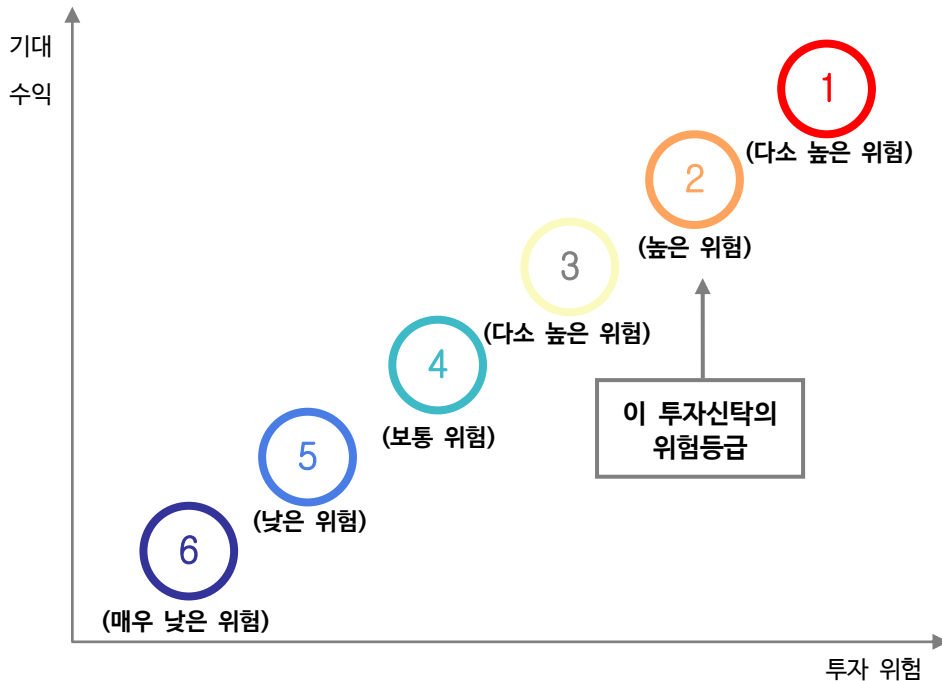 기대
수익
1
(다소 높은 위험)
2
(높은 위험)
3
(다소 높은 위험)
4
(보통 위험)
이 투자신탁의
위험등급
5
(낮은 위험)
6
(매우 낮은 위험)
투자 위험